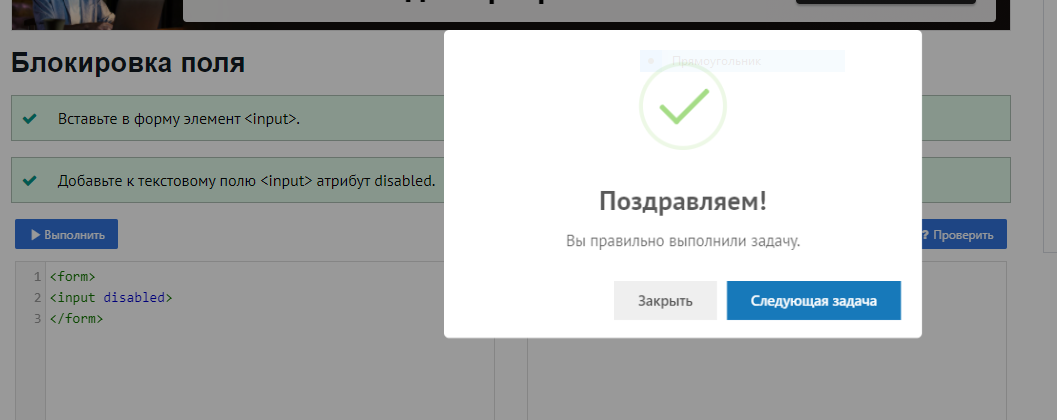 Блокировка поля
Прямоугольник
Вставьте в форму элемент <input>.
Добавьте к текстовому полю <input> атрибут disabled.
Поздравляем!
Вы правильно выполнили задачу.
Выполнить
? Проверить
Закрыть
Следующая задача
1 <form>
2 <input disabled>
3 </form>